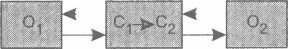 O₁ C₁ C₂ O₂